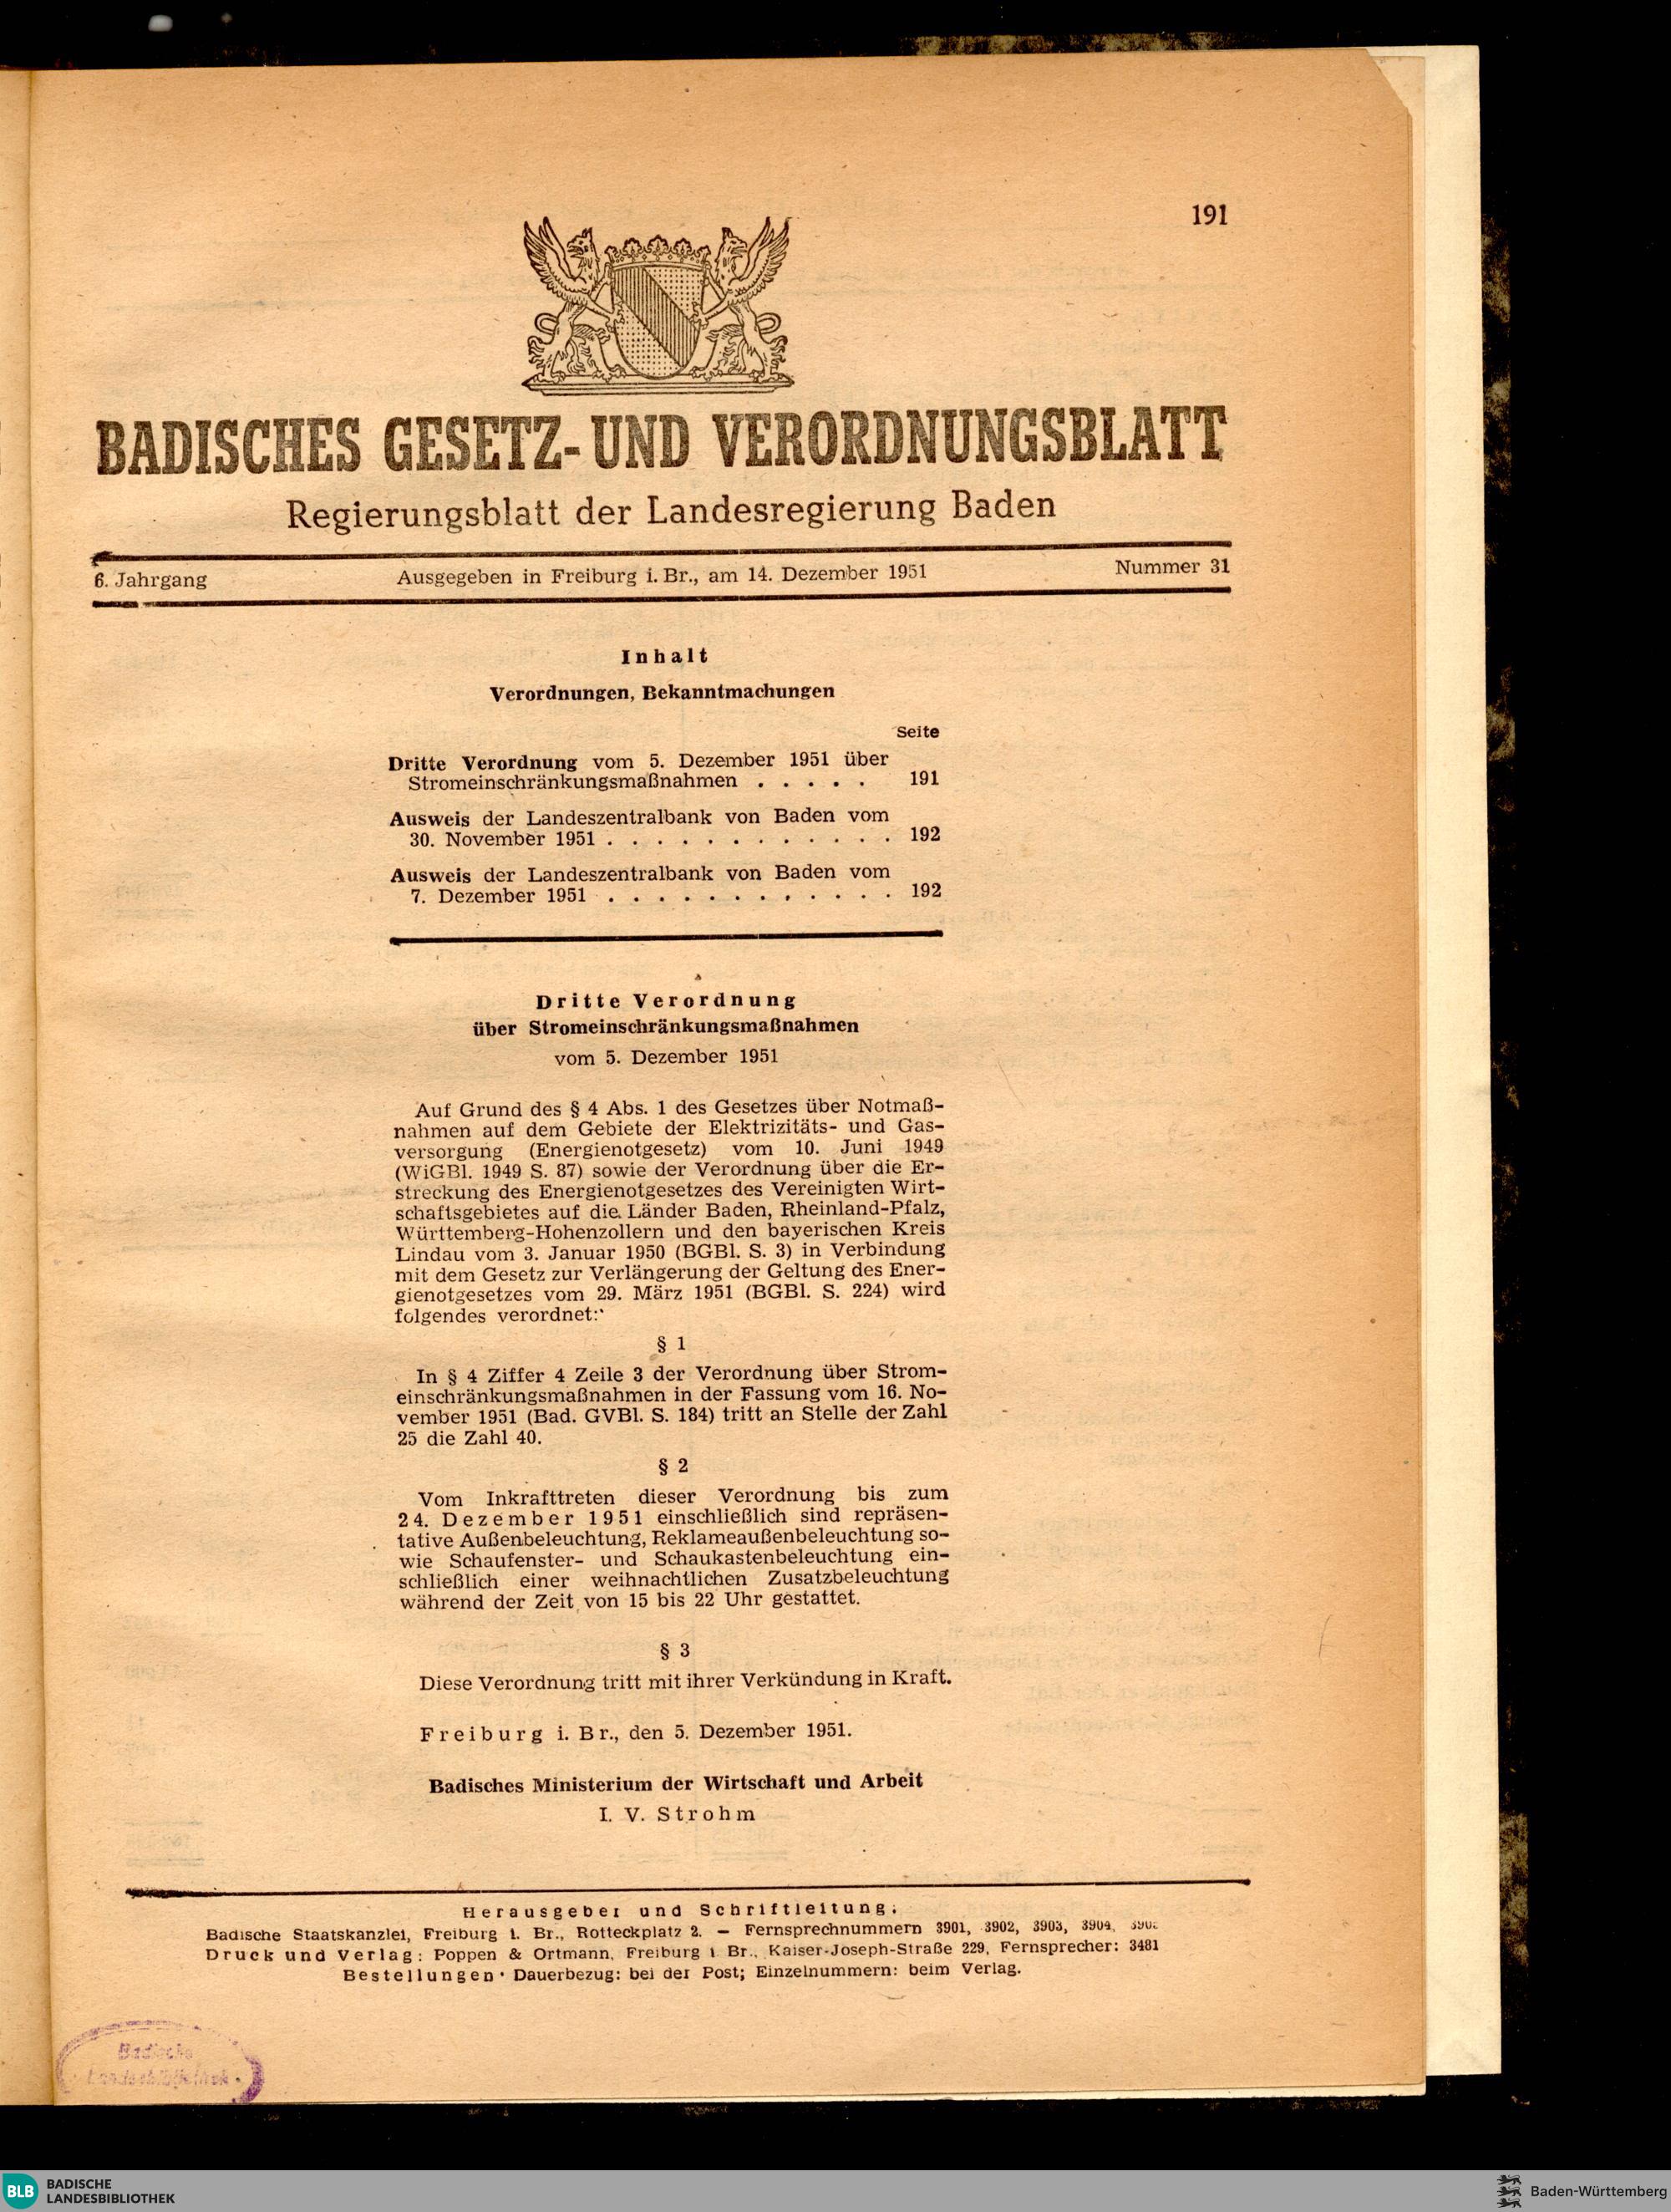 191
BADISCHES GESETZ- UND VERORDNUNGSBLATT
Regierungsblatt der Landesregierung Baden
6. Jahrgang Ausgegeben in Freiburg i. Br., am 14. Dezember 1951 Nummer 31
Inhalt
Verordnungen, Bekanntmachungen
Seite
Dritte Verordnung vom 5. Dezember 1951 über
Stromeinschränkungsmaßnahmen . . . . . 191
Ausweis der Landeszentralbank von Baden vom
30. November 1951 . . . . . . . . . . . . 192
Ausweis der Landeszentralbank von Baden vom
7. Dezember 1951 . . . . . . . . . . . . 192
Dritte Verordnung
über Stromeinschränkungsmaßnahmen
vom 5. Dezember 1951
Auf Grund des § 4 Abs. 1 des Gesetzes über Notmaß-
nahmen auf dem Gebiete der Elektrizitäts- und Gas-
versorgung (Energienotgesetz) vom 10. Juni 1949
(WiGBl. 1949 S. 87) sowie der Verordnung über die Er-
streckung des Energienotgesetzes des Vereinigten Wirt-
schaftsgebietes auf die Länder Baden, Rheinland-Pfalz,
Württemberg-Hohenzollern und den bayerischen Kreis
Lindau vom 3. Januar 1950 (BGBl. S. 3) in Verbindung
mit dem Gesetz zur Verlängerung der Geltung des Ener-
gienotgesetzes vom 29. März 1951 (BGBl. S. 224) wird
folgendes verordnet:
§ 1
In § 4 Ziffer 4 Zeile 3 der Verordnung über Strom-
einschränkungsmaßnahmen in der Fassung vom 16. No-
vember 1951 (Bad. GVBl. S. 184) tritt an Stelle der Zahl
25 die Zahl 40.
§ 2
Vom Inkrafttreten dieser Verordnung bis zum
24. Dezember 1951 einschließlich sind repräsen-
tative Außenbeleuchtung, Reklameaußenbeleuchtung so-
wie Schaufenster- und Schaukastenbeleuchtung ein-
schließlich einer weihnachtlichen Zusatzbeleuchtung
während der Zeit von 15 bis 22 Uhr gestattet.
§ 3
Diese Verordnung tritt mit ihrer Verkündung in Kraft.
Freiburg i. Br., den 5. Dezember 1951.
Badisches Ministerium der Wirtschaft und Arbeit
I. V. Strohm
Herausgeber und Schriftleitung:
Badische Staatskanzlei, Freiburg i. Br., Rotteckplatz 2. — Fernsprechnummern 3901, 3902, 3903, 3904,
Druck und Verlag: Poppen & Ortmann, Freiburg i Br., Kaiser-Joseph-Straße 229, Fernsprecher: 3481
Bestellungen: Dauerbezug: bei der Post; Einzelnummern: beim Verlag.
Badische
Landesbibliothek
BLB BADISCHE
LANDESBIBLIOTHEK
Baden-Württemberg